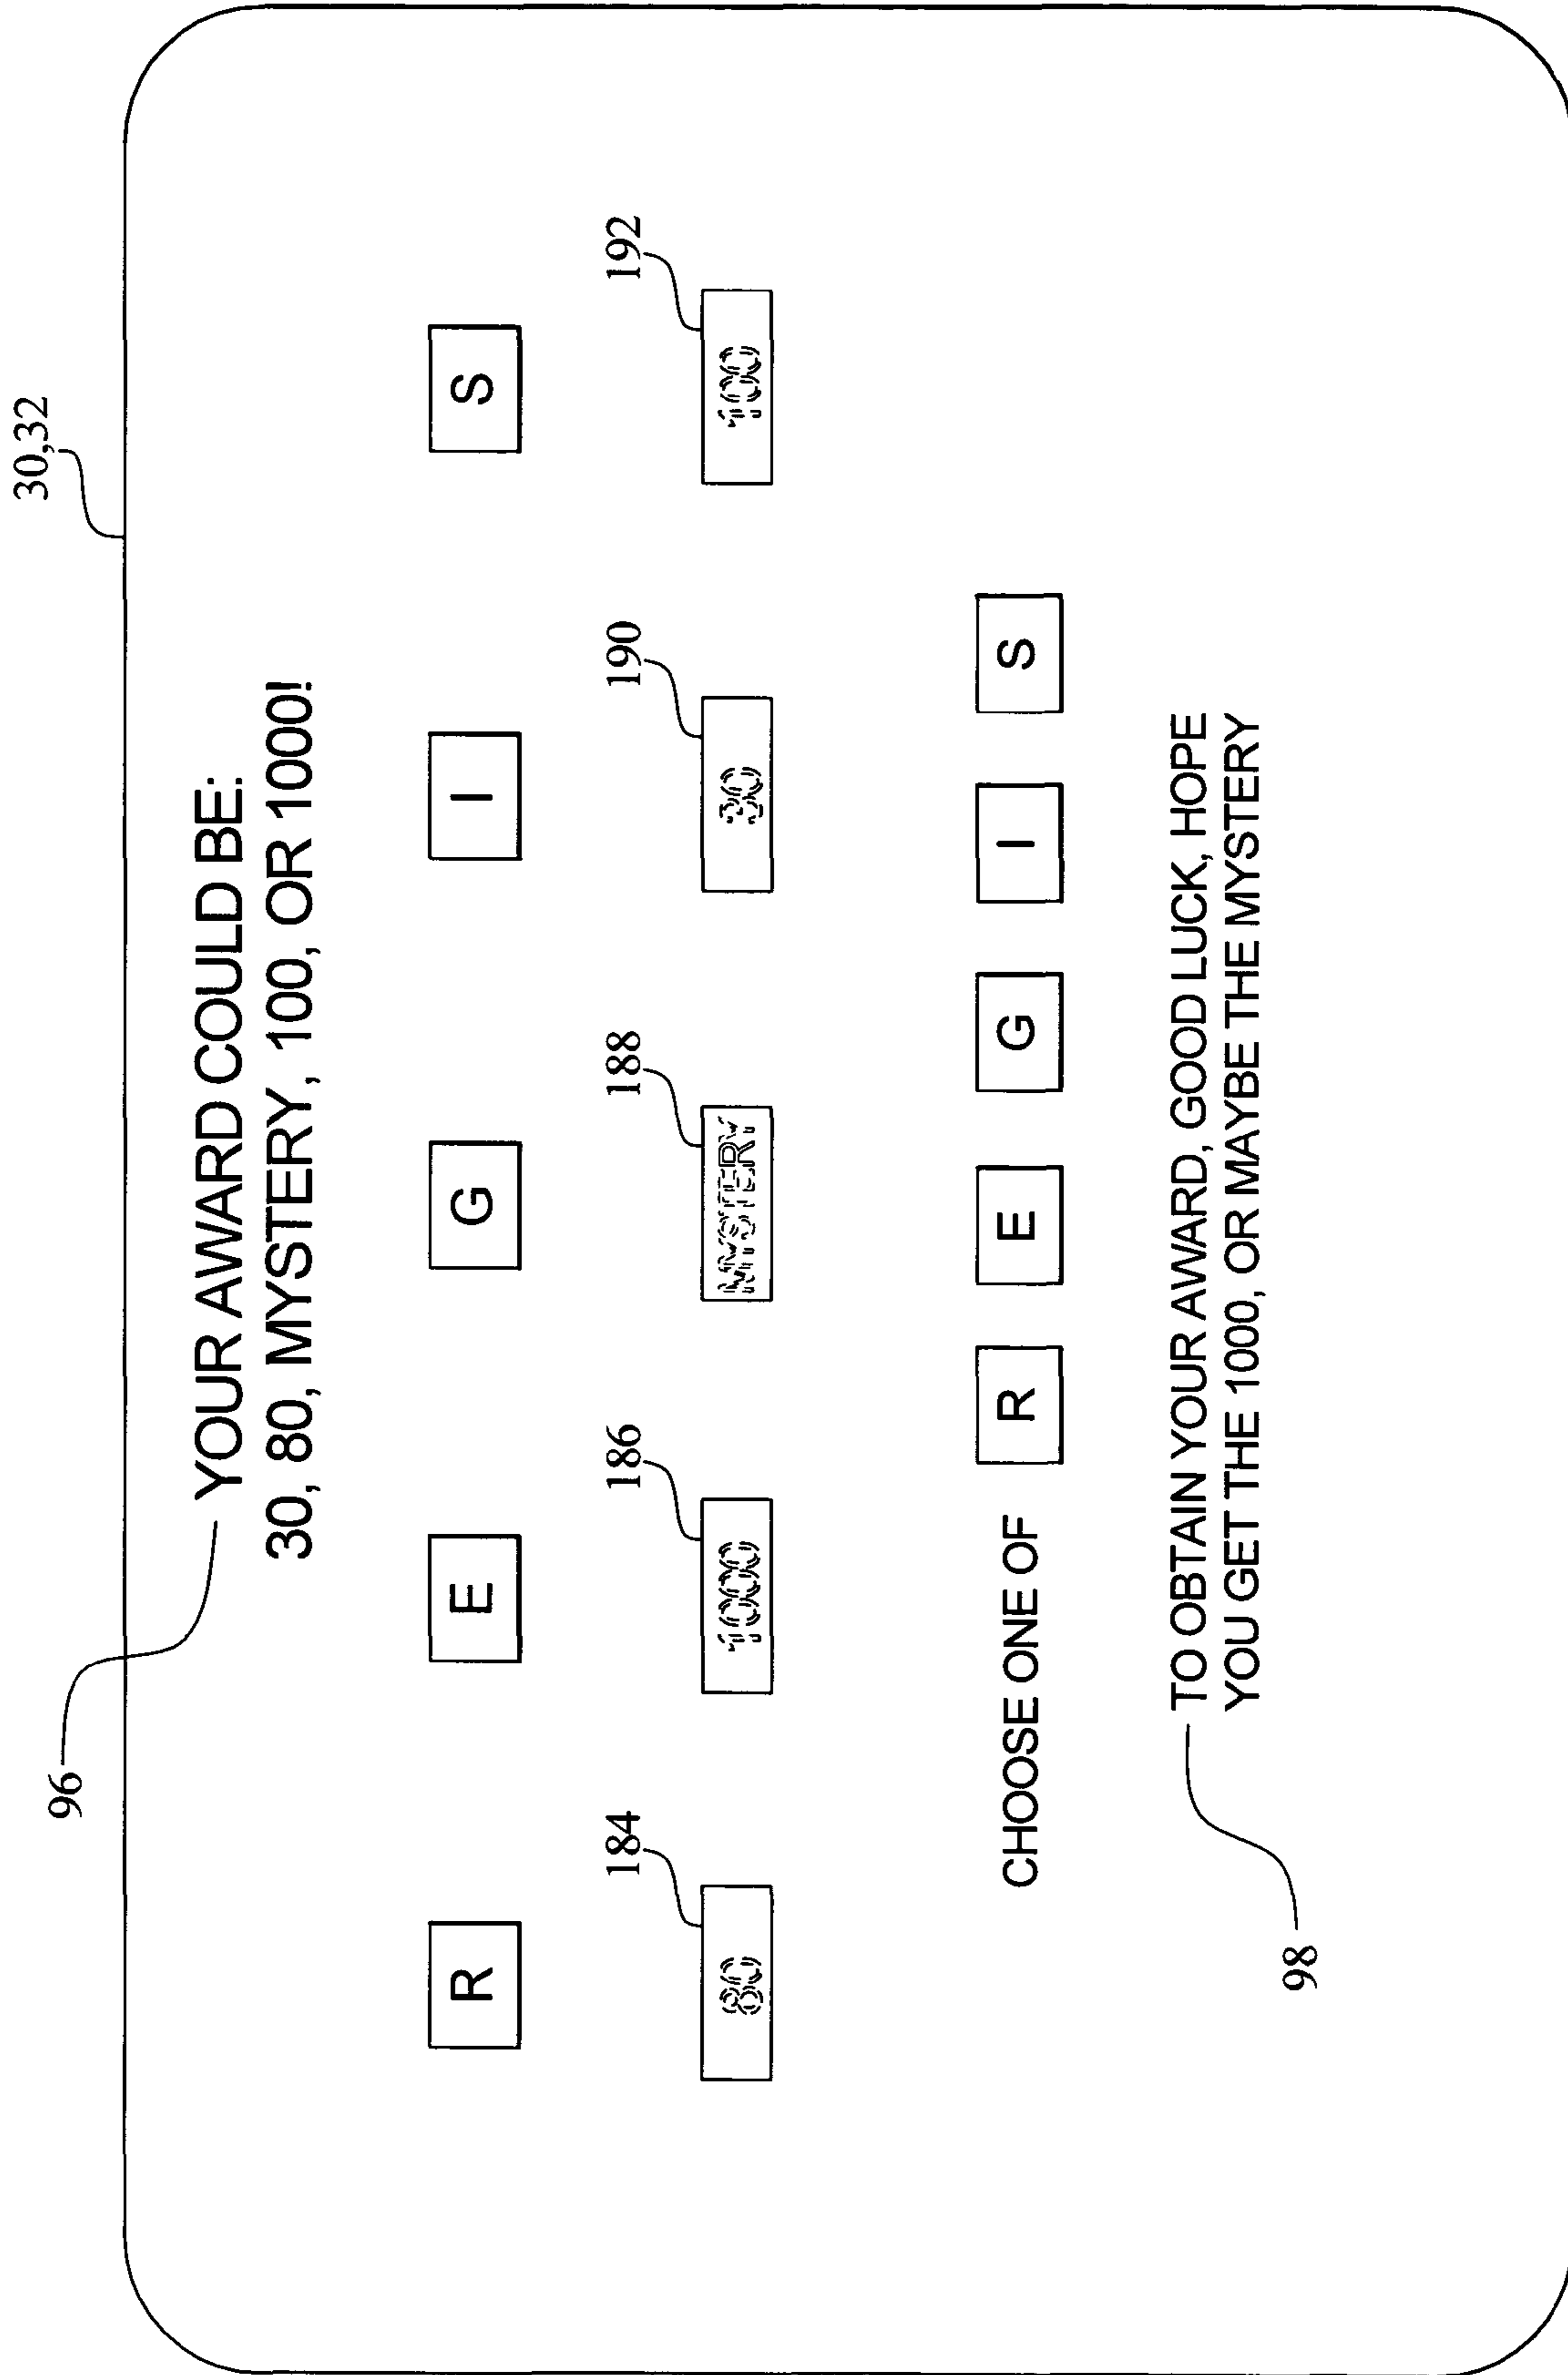 30,32
96
YOUR AWARD COULD BE:
30, 80, MYSTERY, 100, OR 1000!
R E G I S
184 186 188 190 192
80 1000 MYSTERY 30 100
CHOOSE ONE OF R E G I S
TO OBTAIN YOUR AWARD, GOOD LUCK, HOPE
YOU GET THE 1000, OR MAYBE THE MYSTERY
98